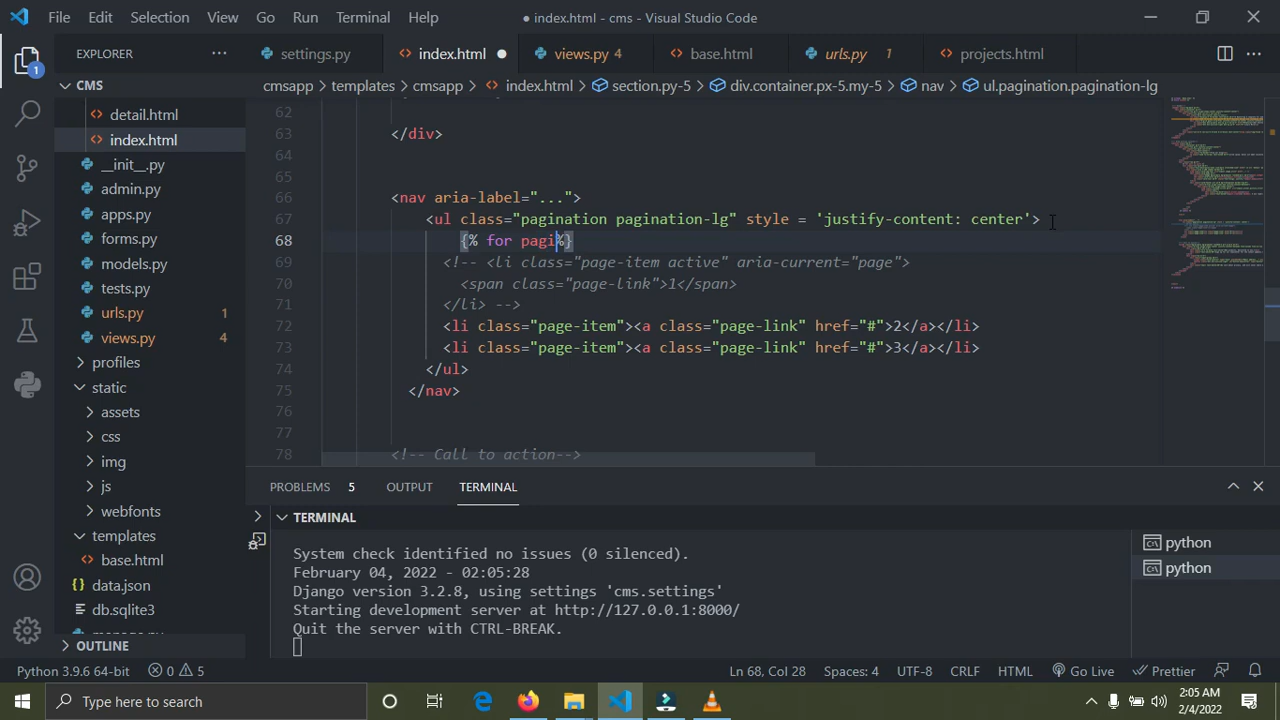 File Edit Selection View Go Run Terminal Help
● index.html - cms - Visual Studio Code
EXPLORER ...
settings.py
index.html ●
views.py 4
base.html
urls.py 1
projects.html
CMS
cmsapp > templates > cmsapp > index.html > section.py-5 > div.container.px-5.my-5 > nav > ul.pagination.pagination-lg
1
detail.html
index.html
__init__.py
admin.py
apps.py
forms.py
models.py
tests.py
urls.py 1
views.py 4
profiles
static
assets
css
img
js
webfonts
templates
base.html
data.json
db.sqlite3
OUTLINE
62
63 </div>
64
65
66 <nav aria-label="...">
67 <ul class="pagination pagination-lg" style = 'justify-content: center'>
68 {% for pagi%}
69 <!-- <li class="page-item active" aria-current="page">
70 <span class="page-link">1</span>
71 </li> -->
72 <li class="page-item"><a class="page-link" href="#">2</a></li>
73 <li class="page-item"><a class="page-link" href="#">3</a></li>
74 </ul>
75 </nav>
76
77
78 <!-- Call to action-->
PROBLEMS 5 OUTPUT TERMINAL
TERMINAL
System check identified no issues (0 silenced).
February 04, 2022 - 02:05:28
Django version 3.2.8, using settings 'cms.settings'
Starting development server at http://127.0.0.1:8000/
Quit the server with CTRL-BREAK.
python
python
Python 3.9.6 64-bit 0 5 Ln 68, Col 28 Spaces: 4 UTF-8 CRLF HTML Go Live Prettier
Type here to search
2:05 AM
2/4/2022